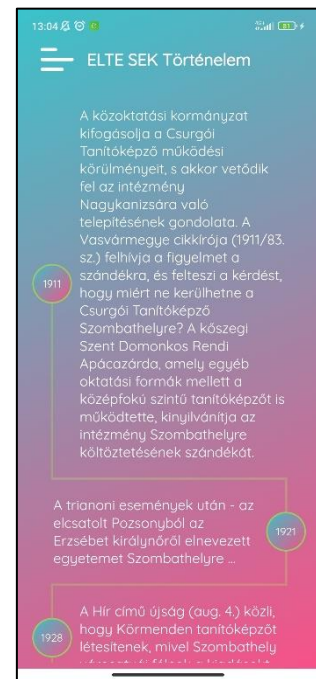 13:04
81
ELTE SEK Történelem
A közoktatási kormányzat
kifogásolja a Csurgói
Tanítóképző működési
körülményeit, s akkor vetődik
fel az intézmény
Nagykanizsára való
telepítésének gondolata. A
Vasvármegye cikkírója (1911/83.
sz.) felhívja a figyelmet a
szándékra, és felteszi a kérdést,
hogy miért ne kerülhetne a
Csurgói Tanítóképző
Szombathelyre? A kőszegi
Szent Domonkos Rendi
Apácazárda, amely egyéb
oktatási formák mellett a
középfokú szintű tanítóképzőt is
működtette, kinyilvánítja az
intézmény Szombathelyre
költöztetésének szándékát.
1911
A trianoni események után - az
elcsatolt Pozsonyból az
Erzsébet királynőről elnevezett
egyetemet Szombathelyre ...
1921
A Hír című újság (aug. 4.) közli,
hogy Körmenden tanítóképzőt
létesítenek, mivel Szombathely
1928